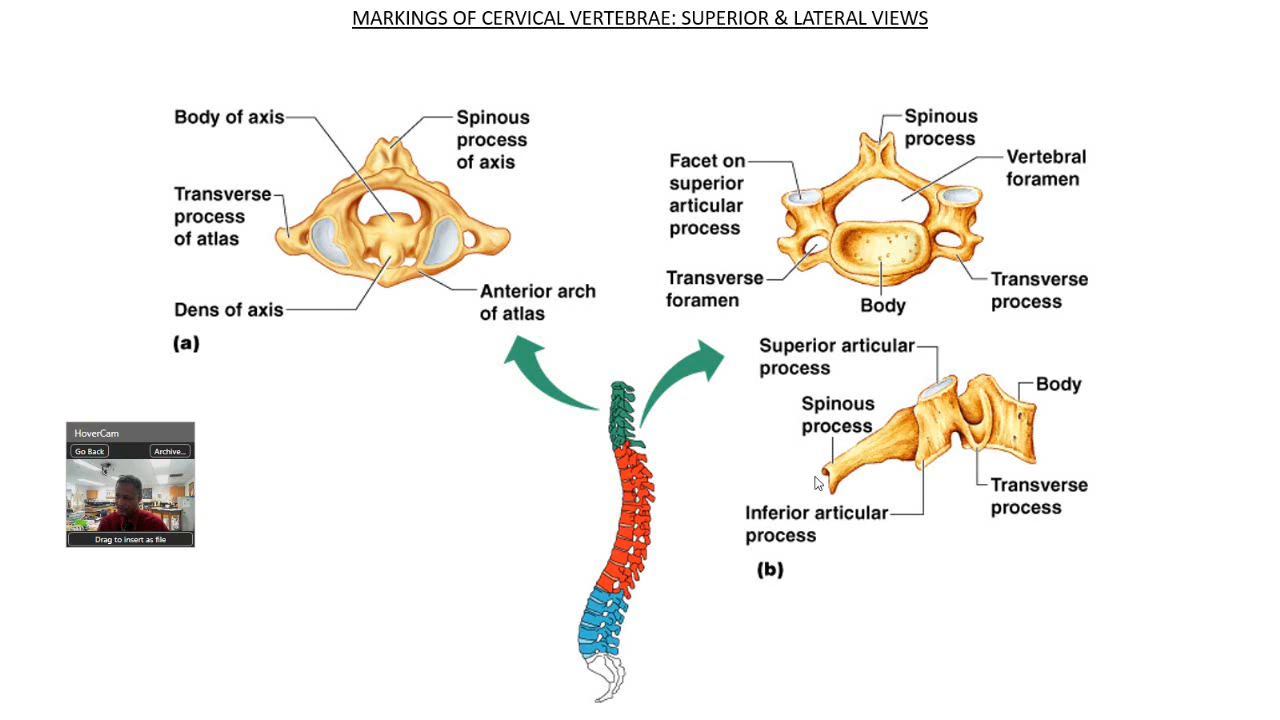 MARKINGS OF CERVICAL VERTEBRAE: SUPERIOR & LATERAL VIEWS
Body of axis
Spinous
process
of axis
Transverse
process
of atlas
Dens of axis
Anterior arch
of atlas
(a)
Spinous
process
Facet on
superior
articular
process
Vertebral
foramen
Transverse
foramen
Body
Transverse
process
Superior articular
process
Body
Spinous
process
Transverse
process
Inferior articular
process
(b)
HoverCam
Go Back
Archive...
Drag to insert as file